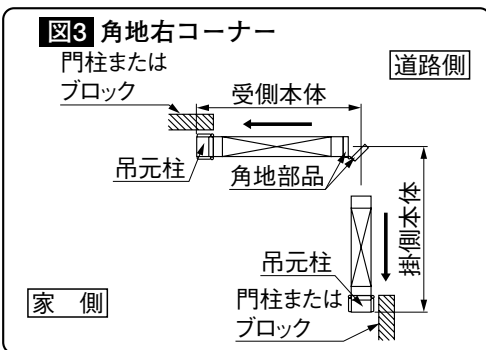 図3 角地右コーナー
門柱または
ブロック
道路側
受側本体
吊元柱
角地部品
掛側本体
吊元柱
門柱または
ブロック
家 側